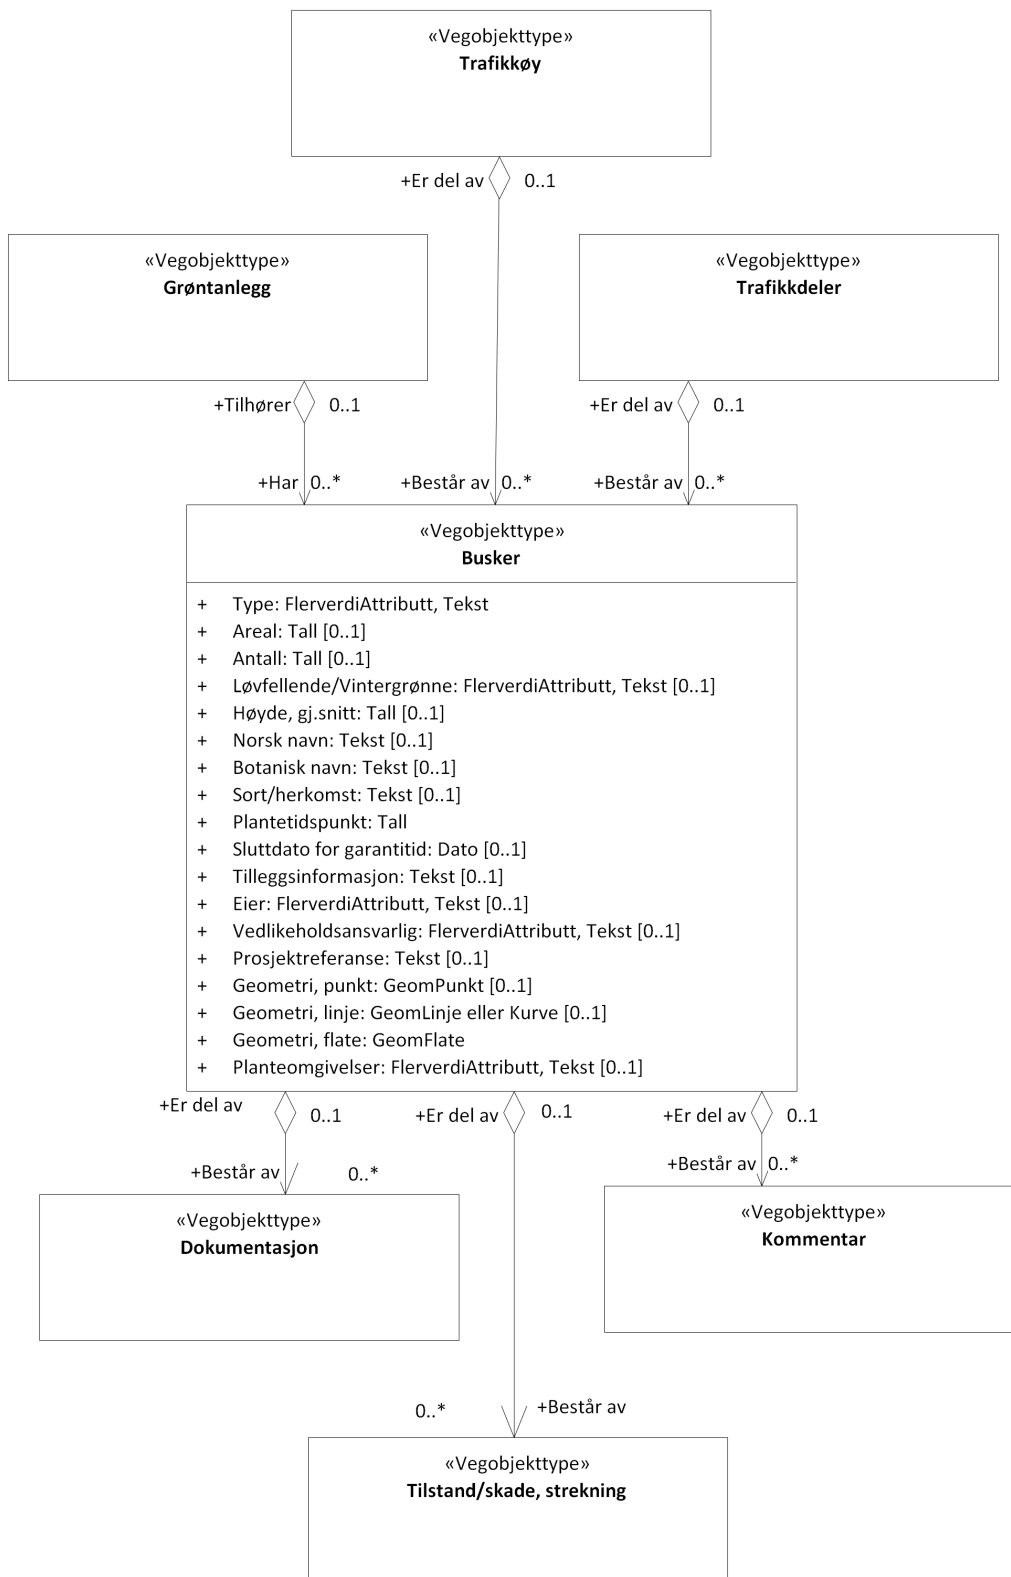 «Vegobjekttype»
Trafikkøy
+Er del av 0..1
«Vegobjekttype»
Grøntanlegg
«Vegobjekttype»
Trafikkdeler
+Tilhører 0..1
+Er del av 0..1
+Har 0..*
+Består av 0..*
+Består av 0..*
«Vegobjekttype»
Busker
+ Type: FlerverdiAttributt, Tekst
+ Areal: Tall [0..1]
+ Antall: Tall [0..1]
+ Løvfellende/Vintergrønne: FlerverdiAttributt, Tekst [0..1]
+ Høyde, gj.snitt: Tall [0..1]
+ Norsk navn: Tekst [0..1]
+ Botanisk navn: Tekst [0..1]
+ Sort/herkomst: Tekst [0..1]
+ Plantetidspunkt: Tall
+ Sluttdato for garantitid: Dato [0..1]
+ Tilleggsinformasjon: Tekst [0..1]
+ Eier: FlerverdiAttributt, Tekst [0..1]
+ Vedlikeholdsansvarlig: FlerverdiAttributt, Tekst [0..1]
+ Prosjektreferanse: Tekst [0..1]
+ Geometri, punkt: GeomPunkt [0..1]
+ Geometri, linje: GeomLinje eller Kurve [0..1]
+ Geometri, flate: GeomFlate
+ Planteomgivelser: FlerverdiAttributt, Tekst [0..1]
+Er del av 0..1
+Er del av 0..1
+Er del av 0..1
+Består av 0..*
+Består av 0..*
«Vegobjekttype»
Dokumentasjon
«Vegobjekttype»
Kommentar
0..* +Består av
«Vegobjekttype»
Tilstand/skade, strekning